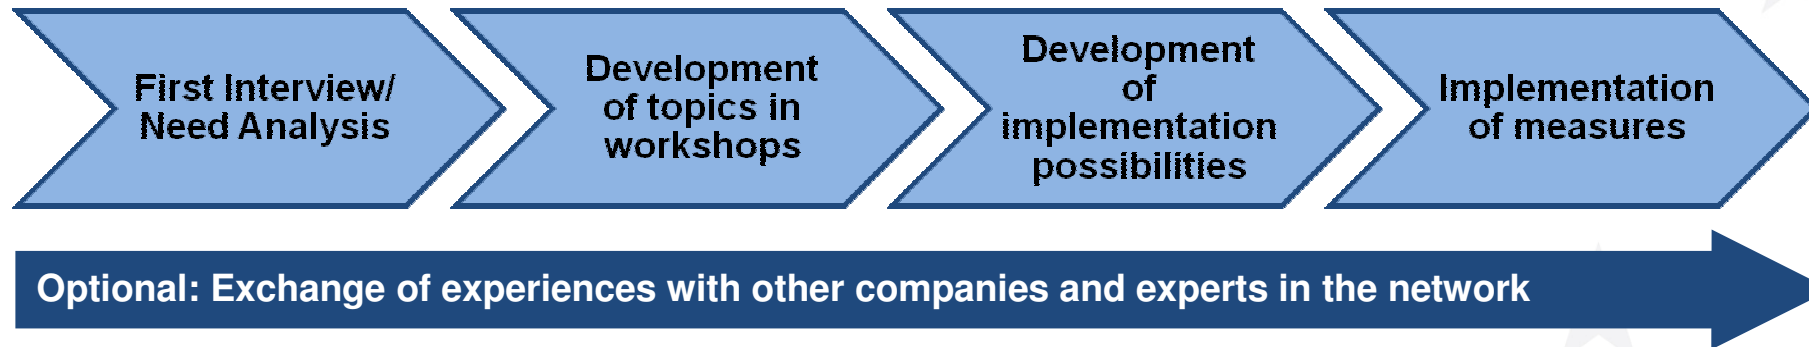 First Interview/
Need Analysis
Development
of topics in
workshops
Development
of
implementation
possibilities
Implementation
of measures
Optional: Exchange of experiences with other companies and experts in the network